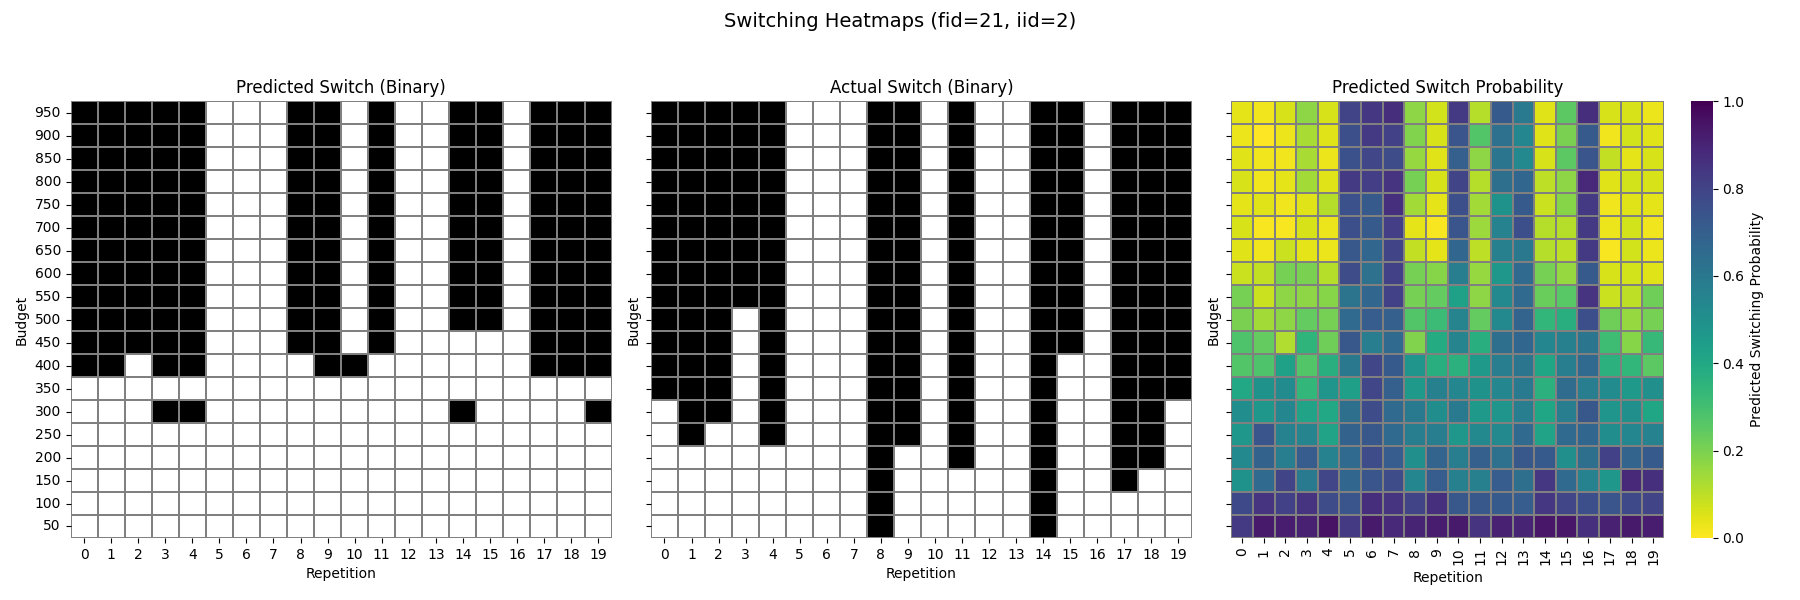 Switching Heatmaps (fid=21, iid=2)
Predicted Switch (Binary)
950
900
850
800
750
700
650
600
550
500
450
400
350
300
250
200
150
100
50
Budget
0 1 2 3 4 5 6 7 8 9 10 11 12 13 14 15 16 17 18 19
Repetition
Actual Switch (Binary)
Budget
0 1 2 3 4 5 6 7 8 9 10 11 12 13 14 15 16 17 18 19
Repetition
Predicted Switch Probability
Budget
0 1 2 3 4 5 6 7 8 9 10 11 12 13 14 15 16 17 18 19
Repetition
1.0
0.8
0.6
0.4
0.2
0.0
Predicted Switching Probability